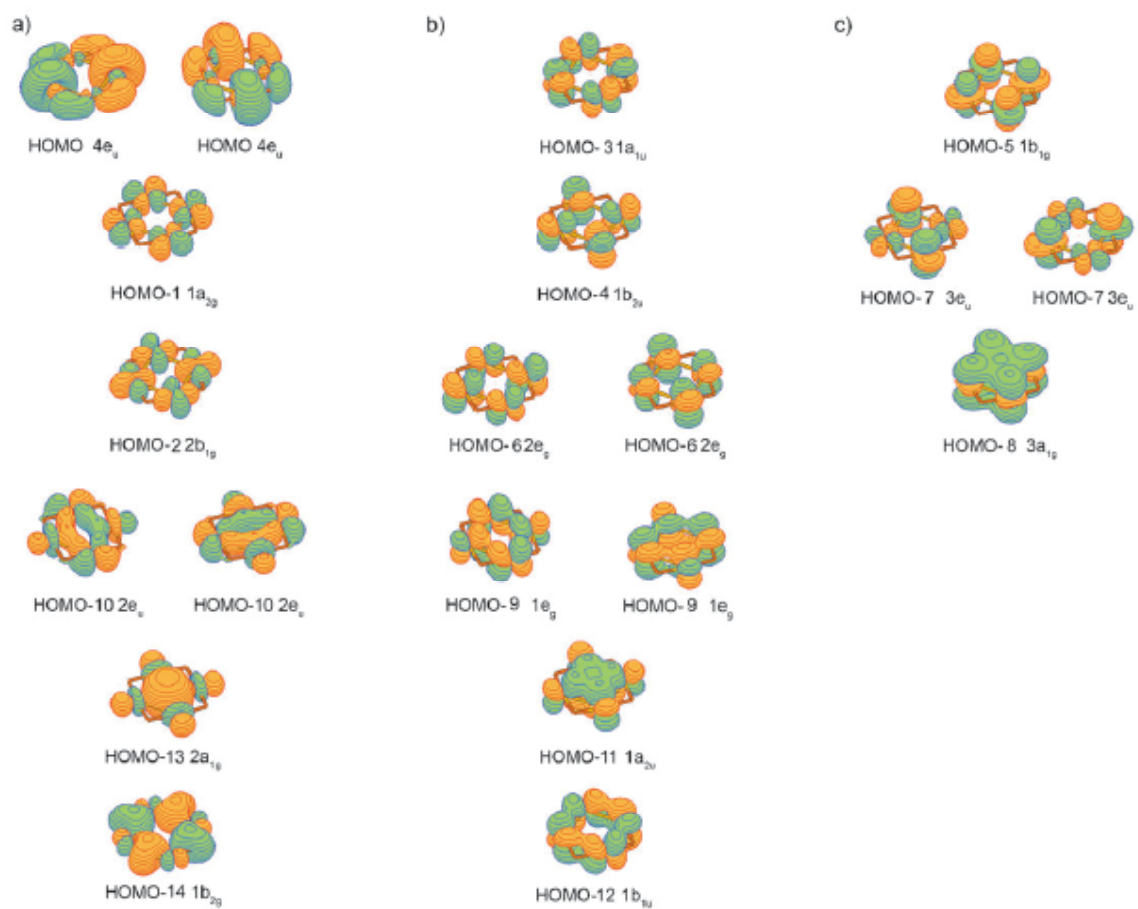 a)
HOMO 4eᵤ HOMO 4eᵤ
HOMO-1 1a₂g
HOMO-2 2b₁g
HOMO-10 2eᵤ HOMO-10 2eᵤ
HOMO-13 2a₁g
HOMO-14 1b₂g
b)
HOMO-3 1a₁ᵤ
HOMO-4 1b₂ᵤ
HOMO-6 2eg HOMO-6 2eg
HOMO-9 1eg HOMO-9 1eg
HOMO-11 1a₂ᵤ
HOMO-12 1b₁ᵤ
c)
HOMO-5 1b₁g
HOMO-7 3eᵤ HOMO-7 3eᵤ
HOMO-8 3a₁g